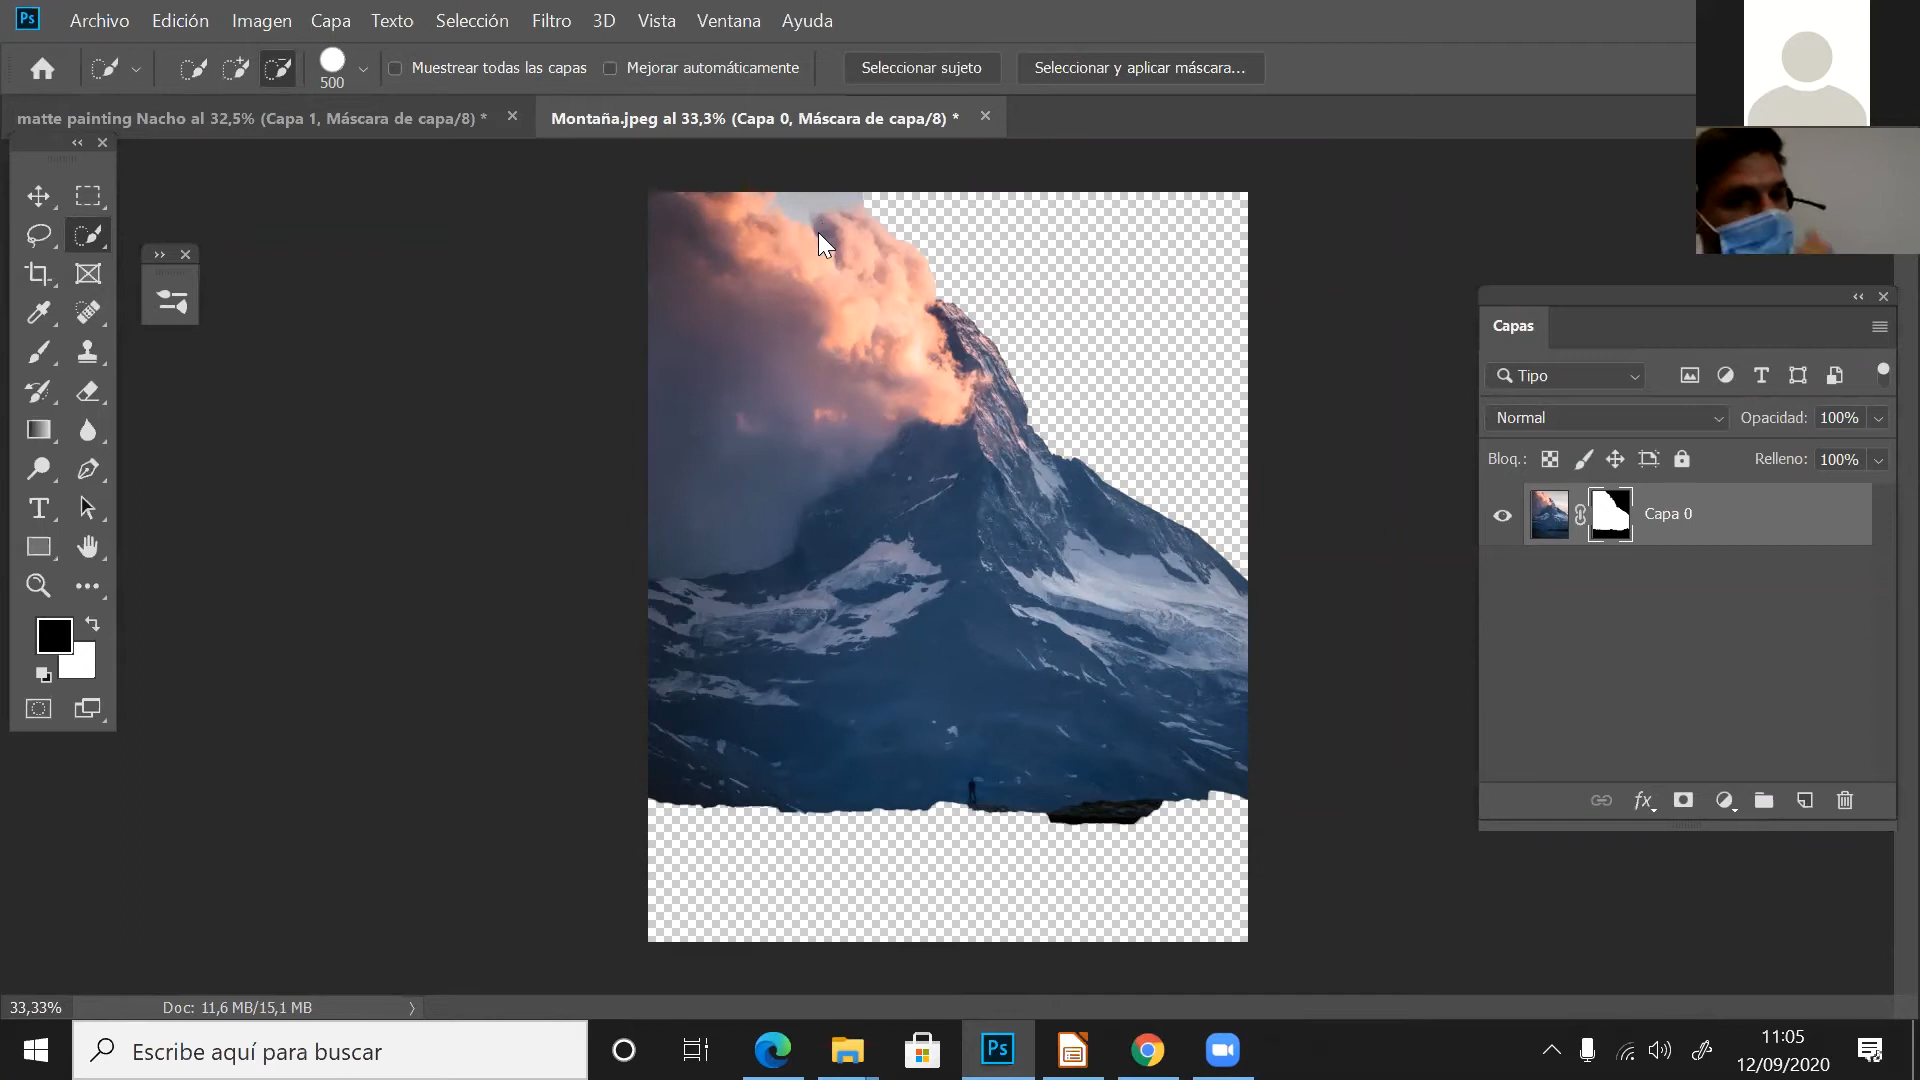 Ps Archivo Edición Imagen Capa Texto Selección Filtro 3D Vista Ventana Ayuda
500 Muestrear todas las capas Mejorar automáticamente Seleccionar sujeto Seleccionar y aplicar máscara...
matte painting Nacho al 32,5% (Capa 1, Máscara de capa/8) * Montaña.jpeg al 33,3% (Capa 0, Máscara de capa/8) *
Capas
Tipo
Normal Opacidad: 100%
Bloq.: Relleno: 100%
Capa 0
fx
33,33% Doc: 11,6 MB/15,1 MB
Escribe aquí para buscar
Ps
11:05
12/09/2020